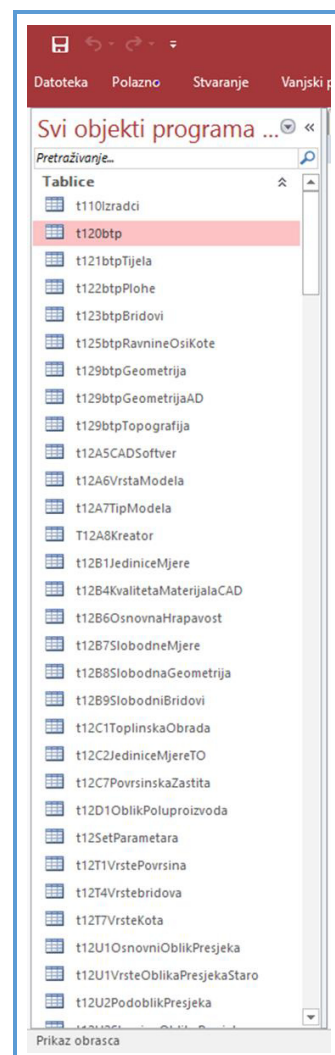 Datoteka Polazno Stvaranje Vanjski
Svi objekti programa ...
Pretraživanje...
Tablice
t110Izradci
t120btp
t121btpTijela
t122btpPlohe
t123btpBridovi
t125btpRavnineOsiKote
t129btpGeometrija
t129btpGeometrijaAD
t129btpTopografija
t12A5CADSoftver
t12A6VrstaModela
t12A7TipModela
T12A8Kreator
t12B1JediniceMjere
t12B4KvalitetaMaterijalaCAD
t12B6OsnovnaHrapavost
t12B7SlobodneMjere
t12B8SlobodnaGeometrija
t12B9SlobodniBridovi
t12C1ToplinskaObrada
t12C2JediniceMjereTO
t12C7PovrsinskaZastita
t12D1OblikPoluproizvoda
t12SetParametara
t12T1VrstePovrsina
t12T4Vrstebridova
t12T7VrsteKota
t12U1OsnovniOblikPresjeka
t12U1VrsteOblikaPresjekaStaro
t12U2PodoblikPresjeka
Prikaz obrasca